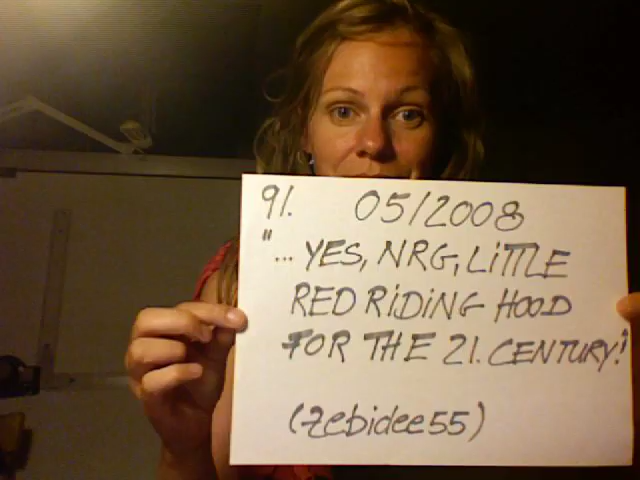 91. 05/2008
"... YES, NRG, LiTTLE
RED RiDiNG HOOD
FOR THE 21. CENTURY!"
(zebidee55)